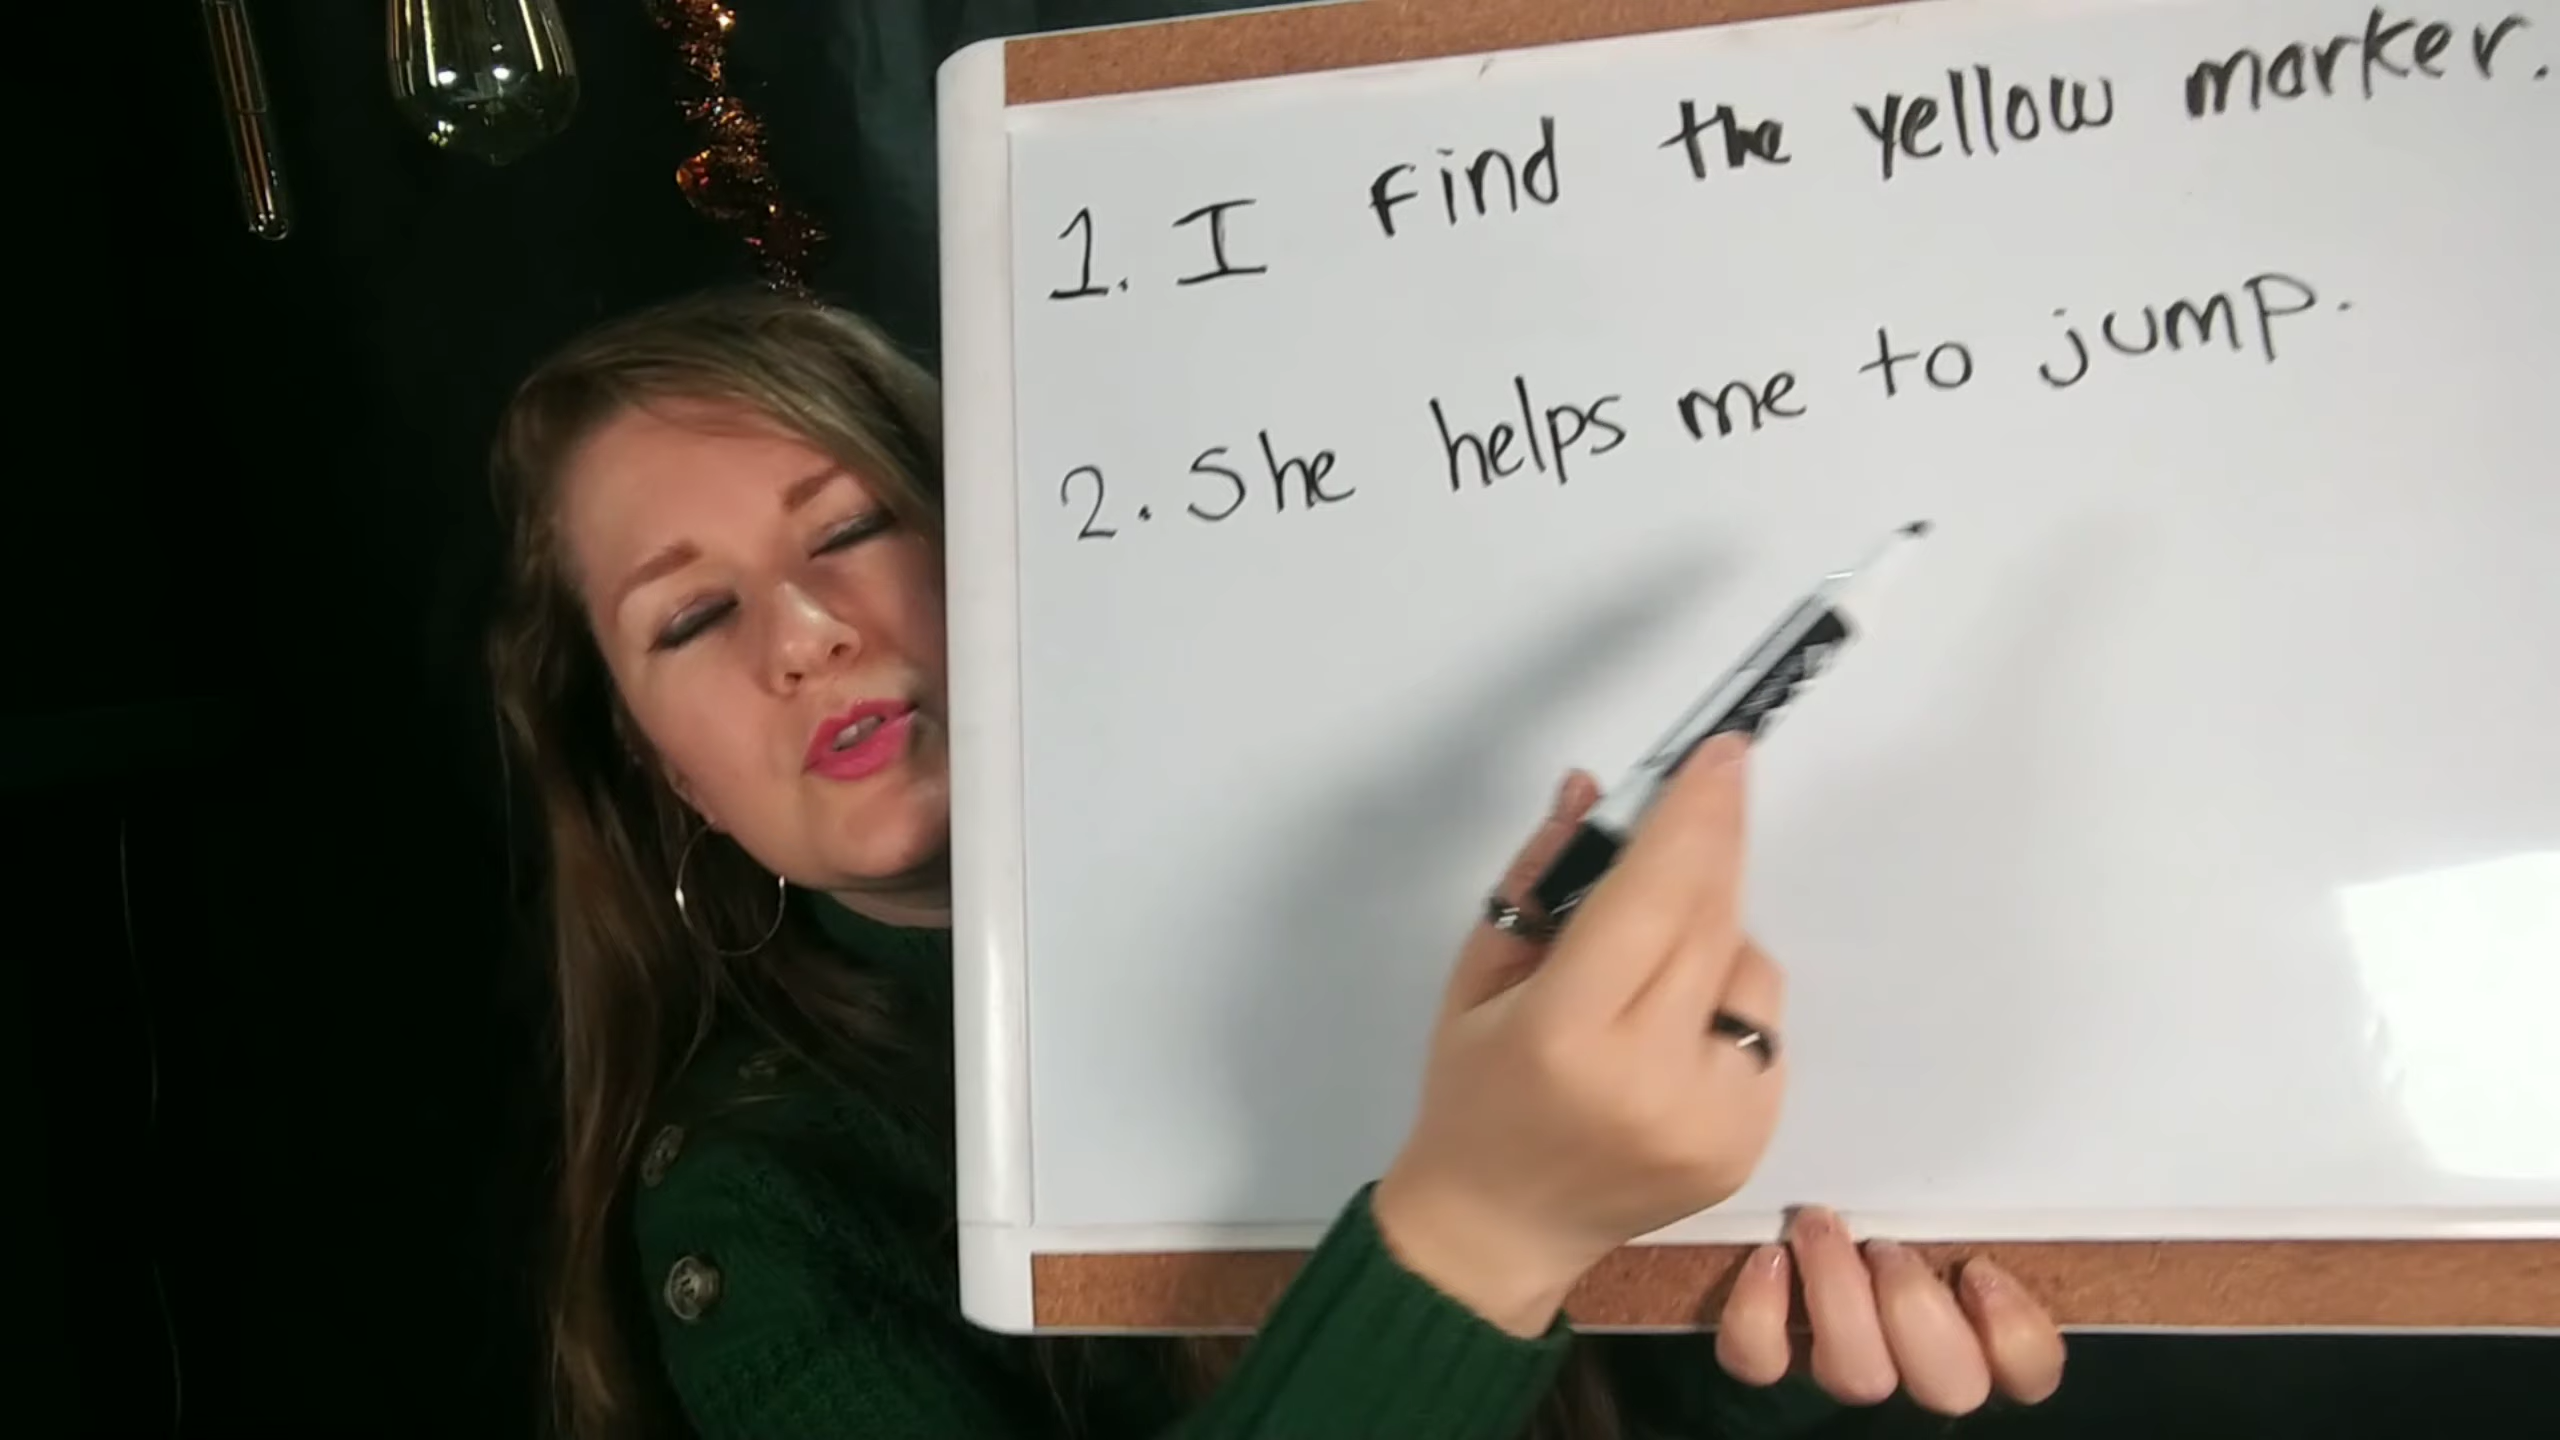 1. I Find the yellow marker.
2. She helps me to jump.